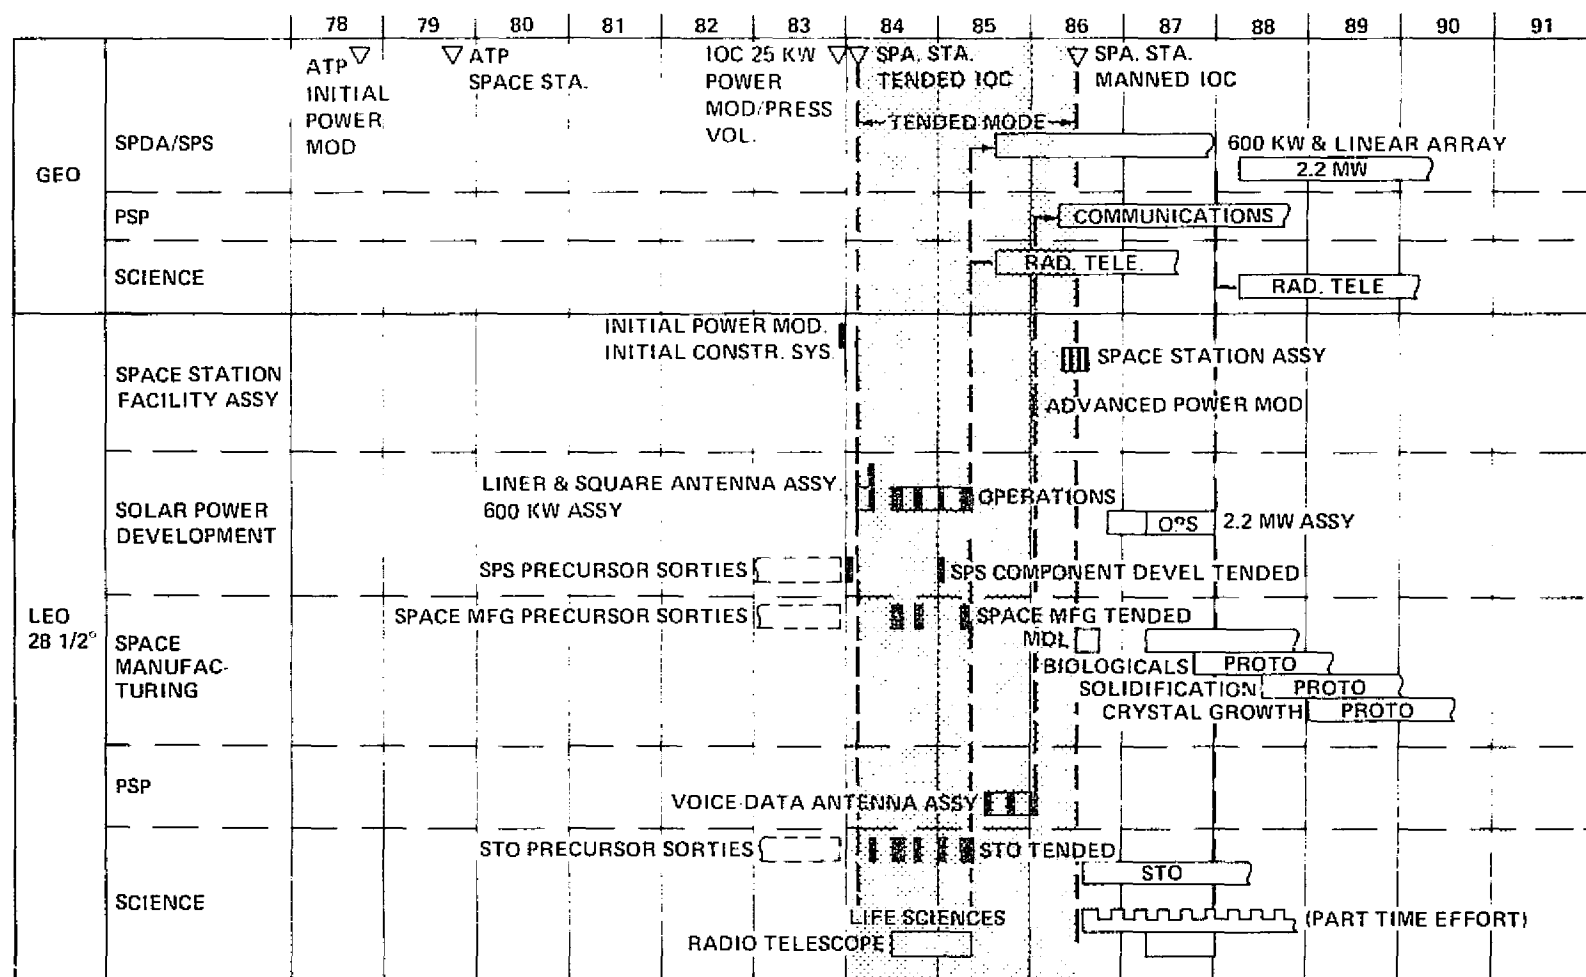 78 79 80 81 82 83 84 85 86 87 88 89 90 91
ATP
INITIAL
POWER
MOD
ATP
SPACE STA.
IOC 25 KW
POWER
MOD/PRESS
VOL.
SPA. STA.
TENDED IOC
SPA. STA.
MANNED IOC
TENDED MODE
GEO
SPDA/SPS
600 KW & LINEAR ARRAY
2.2 MW
PSP
COMMUNICATIONS
SCIENCE
RAD. TELE.
RAD. TELE
LEO
28 1/2°
SPACE STATION
FACILITY ASSY
INITIAL POWER MOD.
INITIAL CONSTR. SYS.
SPACE STATION ASSY
ADVANCED POWER MOD
SOLAR POWER
DEVELOPMENT
LINER & SQUARE ANTENNA ASSY.
600 KW ASSY
OPERATIONS
OPS
2.2 MW ASSY
SPS PRECURSOR SORTIES
SPS COMPONENT DEVEL TENDED
SPACE
MANUFAC-
TURING
SPACE MFG PRECURSOR SORTIES
SPACE MFG TENDED
MDL
BIOLOGICALS
PROTO
SOLIDIFICATION
PROTO
CRYSTAL GROWTH
PROTO
PSP
VOICE DATA ANTENNA ASSY
SCIENCE
STO PRECURSOR SORTIES
STO TENDED
STO
LIFE SCIENCES
(PART TIME EFFORT)
RADIO TELESCOPE